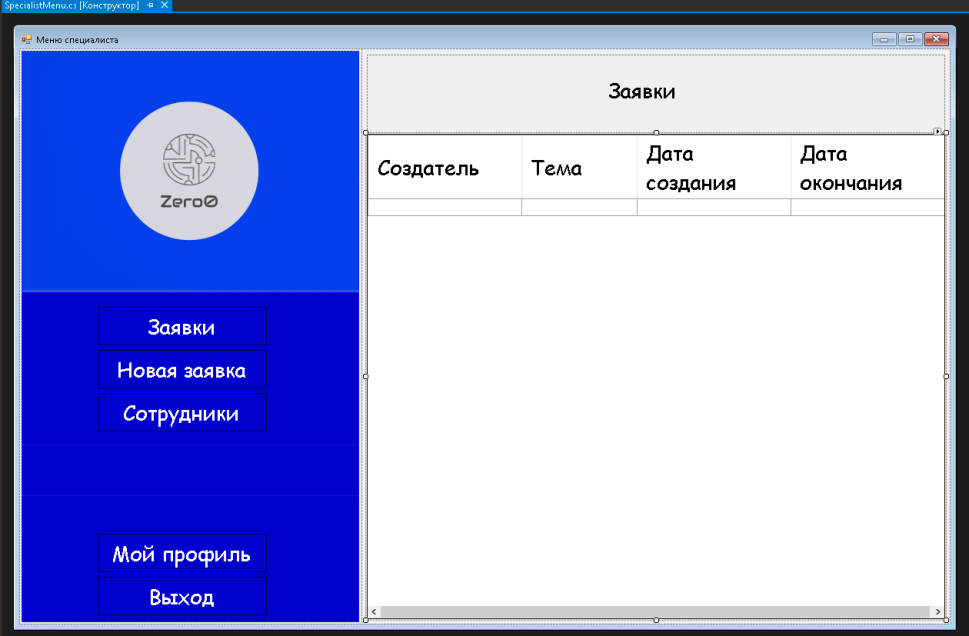 SpecialistMenu.cs [Конструктор]
Меню специалиста
Zero0
Заявки
Новая заявка
Сотрудники
Мой профиль
Выход
Заявки
Создатель
Тема
Дата
создания
Дата
окончания